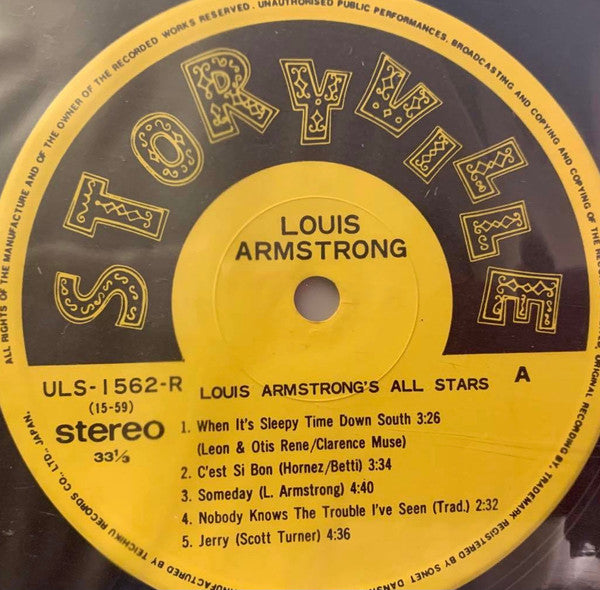 ALL RIGHTS OF THE MANUFACTURE AND OF THE OWNER OF THE RECORDED WORKS RESERVED. UNAUTHORISED PUBLIC PERFORMANCES, BROADCASTING AND COPYING AND COPYING OF THE
STORYVILLE
LOUIS
ARMSTRONG
ULS-1562-R
(15-59)
stereo
33⅓
LOUIS ARMSTRONG'S ALL STARS
A
1. When It's Sleepy Time Down South 3:26
(Leon & Otis Rene/Clarence Muse)
2. C'est Si Bon (Hornez/Betti) 3:34
3. Someday (L. Armstrong) 4:40
4. Nobody Knows The Trouble I've Seen (Trad.) 2:32
5. Jerry (Scott Turner) 4:36
ORIGINAL RECORDING BY, TRADEMARK REGISTERED BY SONET
BY TEICHIKU RECORDS CO., LTD., JAPAN,